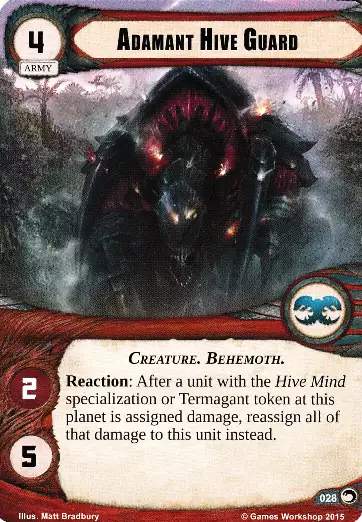 4
ADAMANT HIVE GUARD
ARMY
CREATURE. BEHEMOTH.
2
Reaction: After a unit with the Hive Mind
specialization or Termagant token at this
planet is assigned damage, reassign all of
that damage to this unit instead.
5
028
Illus. Matt Bradbury
© Games Workshop 2015